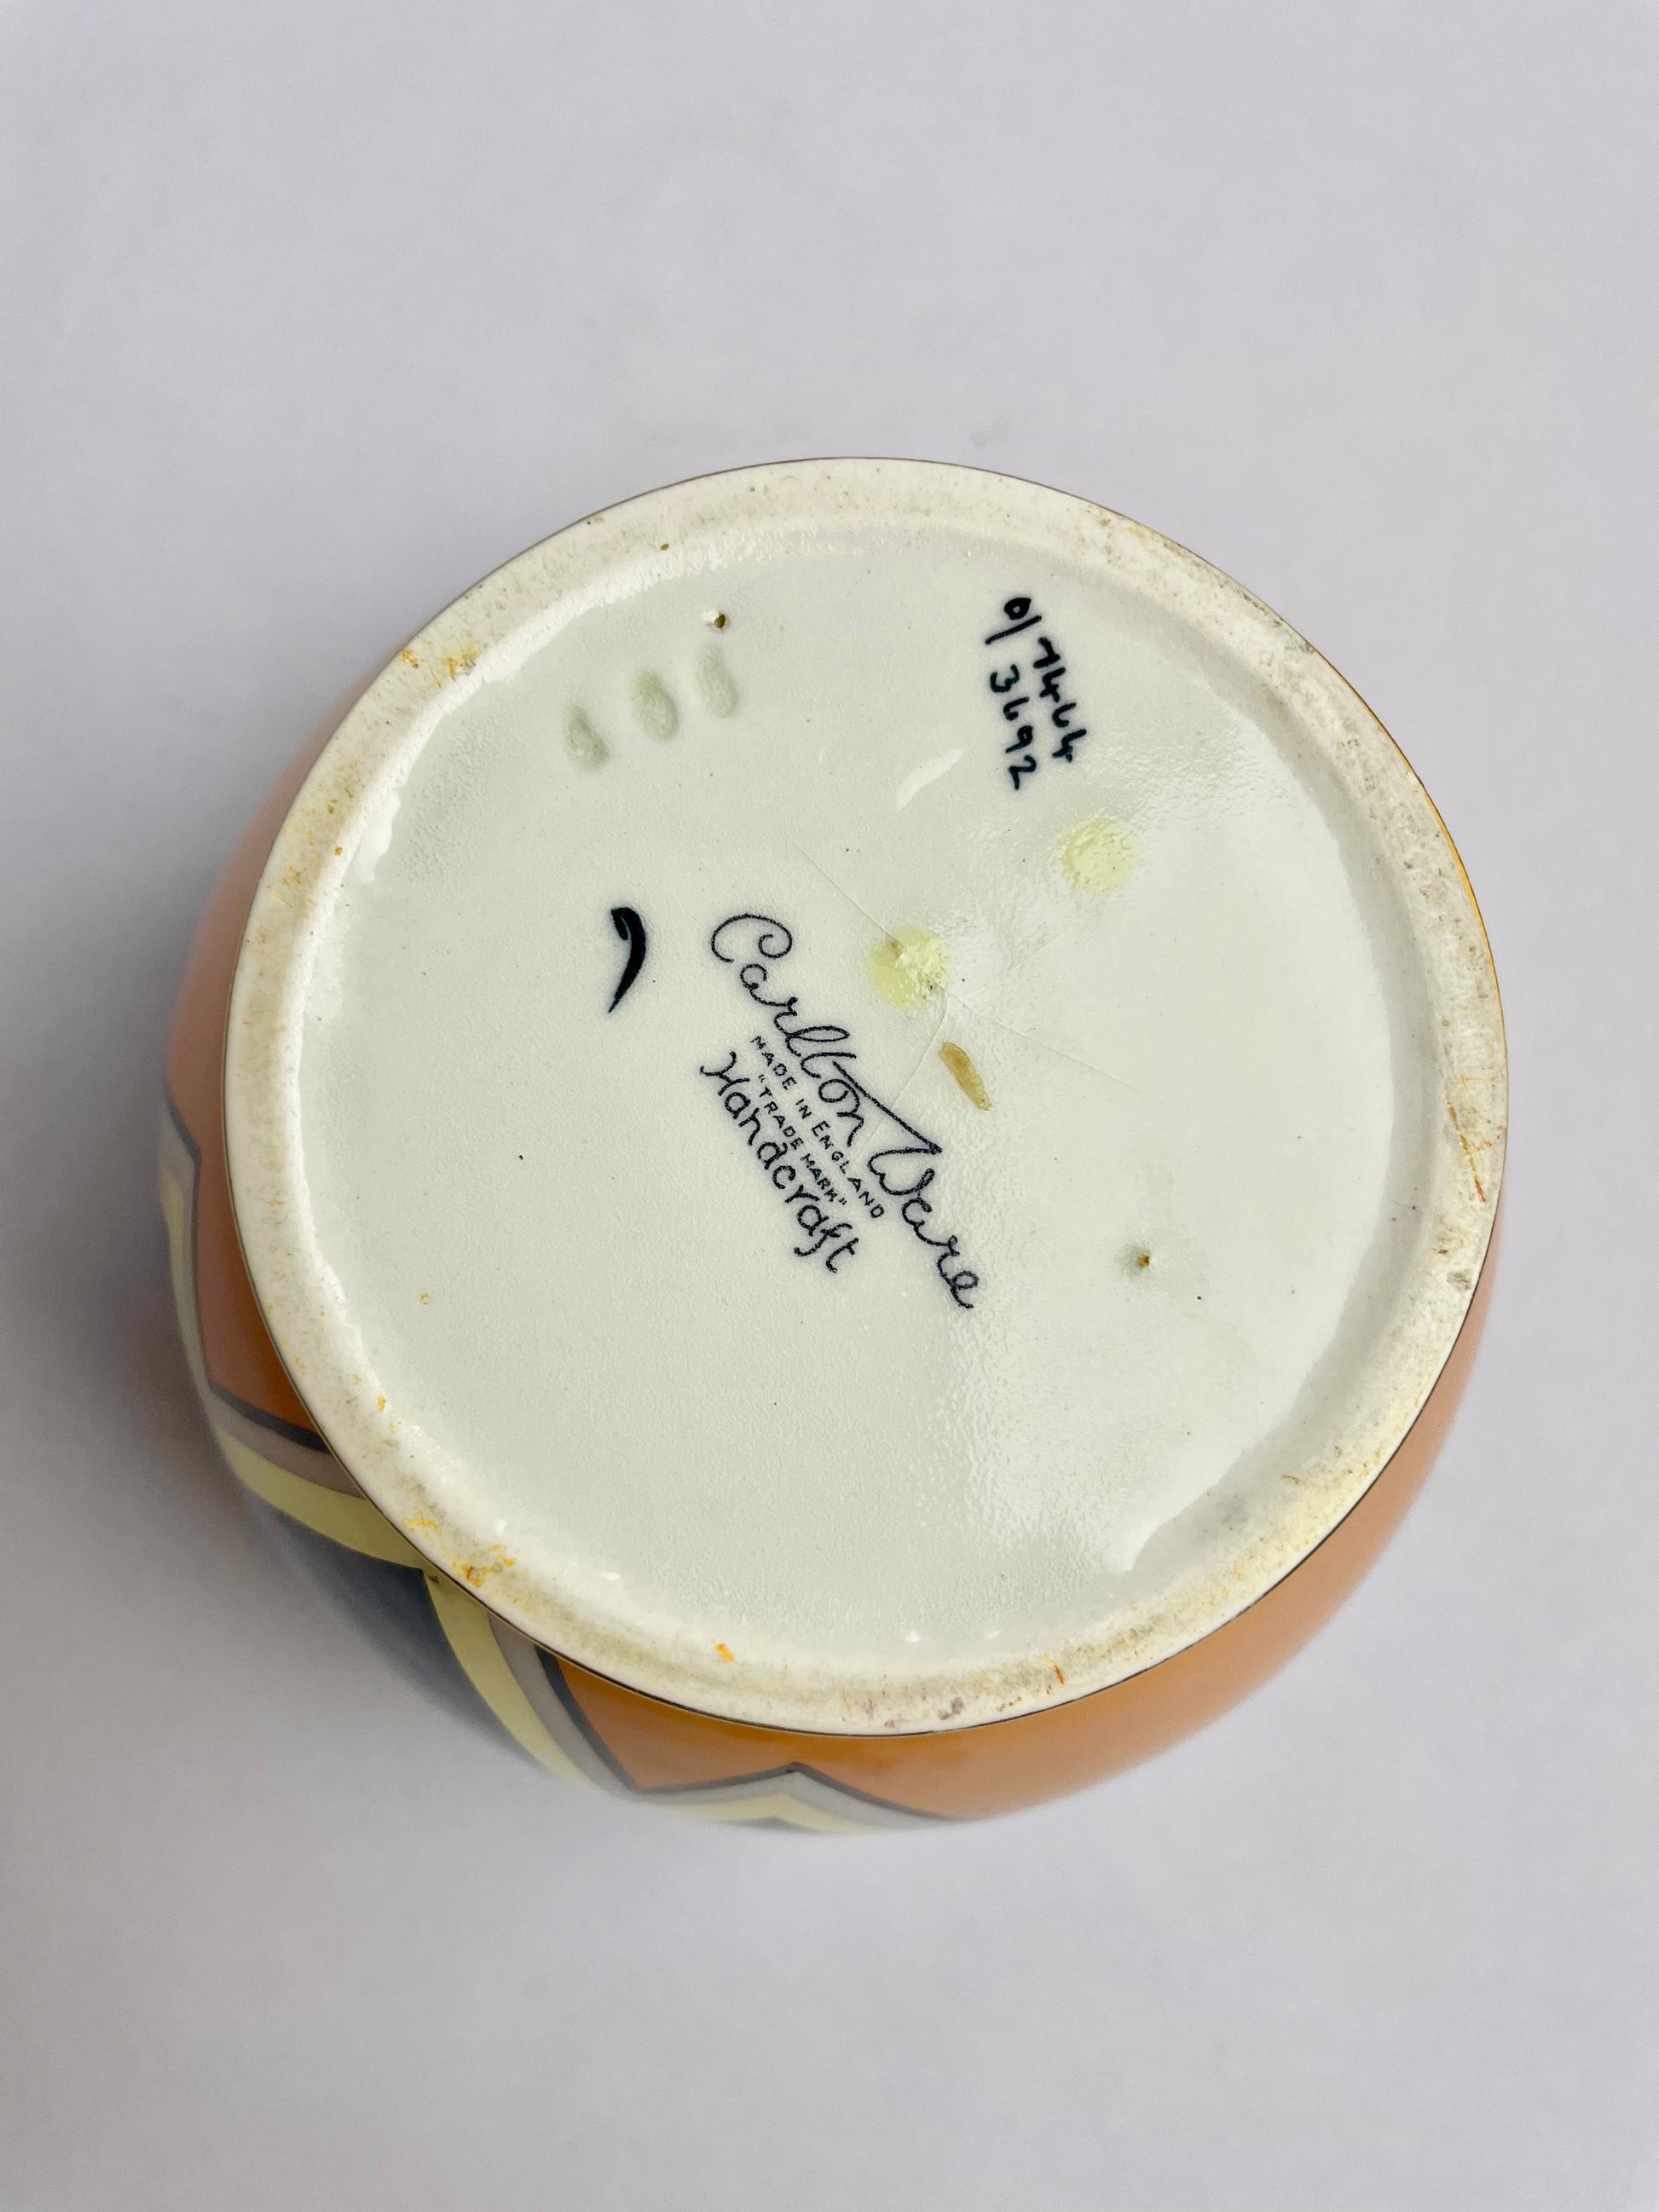 0/7464
3692
Carlton Ware
MADE IN ENGLAND
"TRADE MARK"
Handcraft